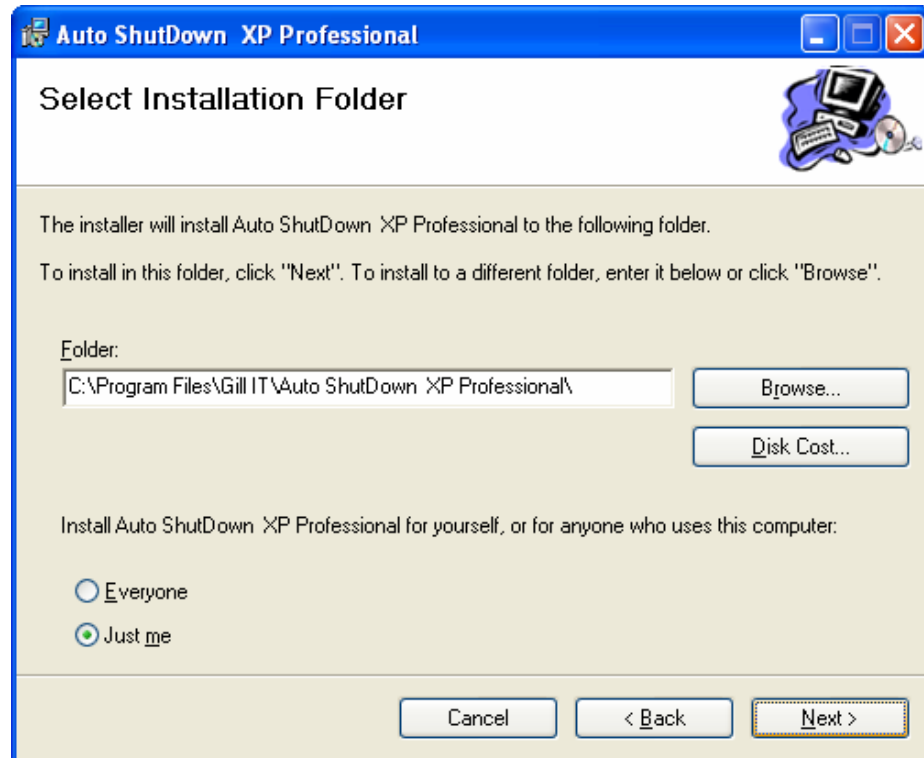 Auto ShutDown  XP Professional
Select Installation Folder
The installer will install Auto ShutDown  XP Professional to the following folder.
To install in this folder, click "Next". To install to a different folder, enter it below or click "Browse".
Folder:
C:\Program Files\Gill IT\Auto ShutDown  XP Professional\
Browse...
Disk Cost...
Install Auto ShutDown  XP Professional for yourself, or for anyone who uses this computer:
Everyone
Just me
Cancel
< Back
Next >